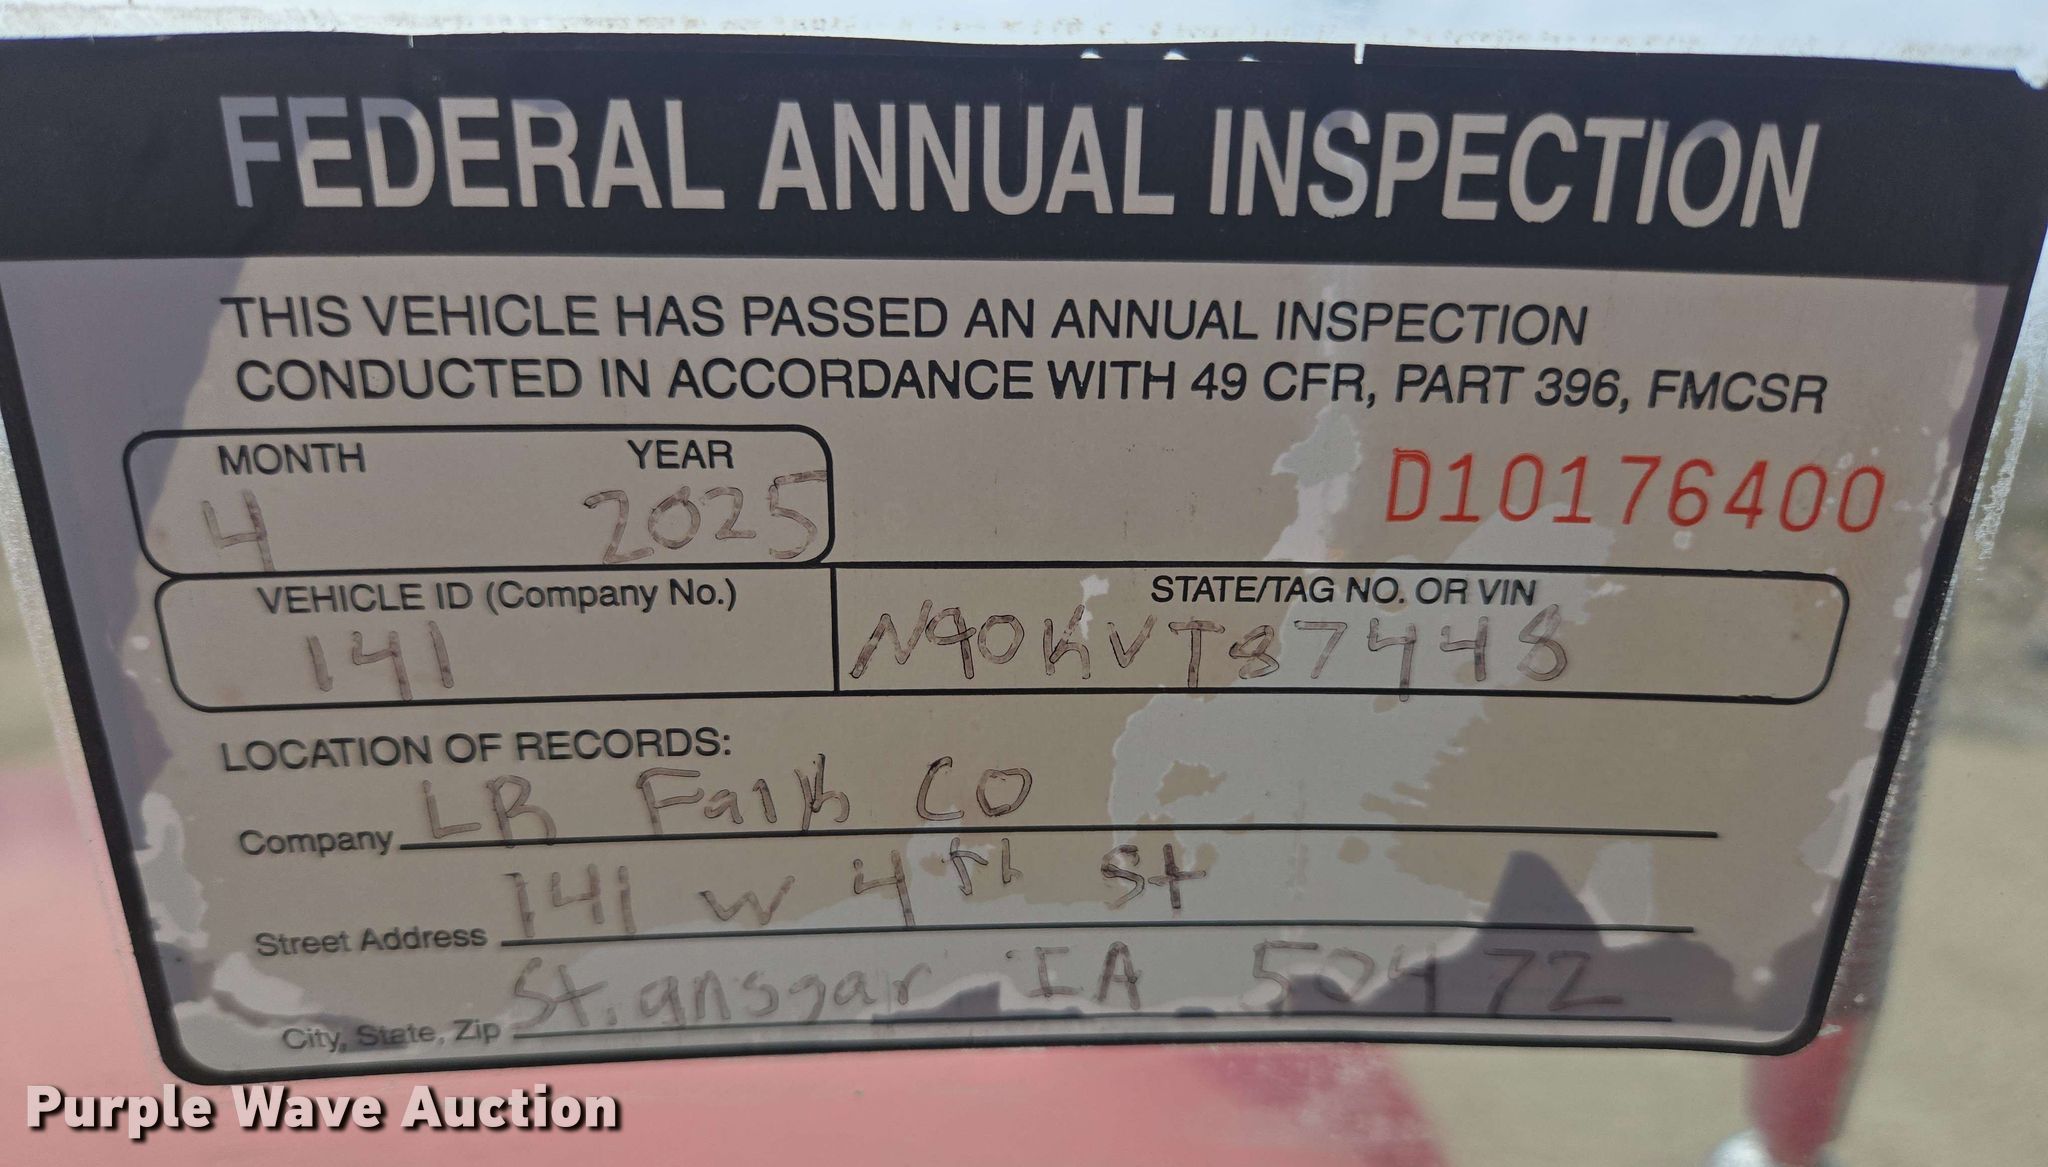 FEDERAL ANNUAL INSPECTION
THIS VEHICLE HAS PASSED AN ANNUAL INSPECTION
CONDUCTED IN ACCORDANCE WITH 49 CFR, PART 396, FMCSR
MONTH YEAR
4 2025
D10176400
VEHICLE ID (Company No.)
141
STATE/TAG NO. OR VIN
N90KVT87448
LOCATION OF RECORDS:
Company LB Falk CO
Street Address 141 W 4th St
City, State, Zip St. ansgar IA 50472
Purple Wave Auction